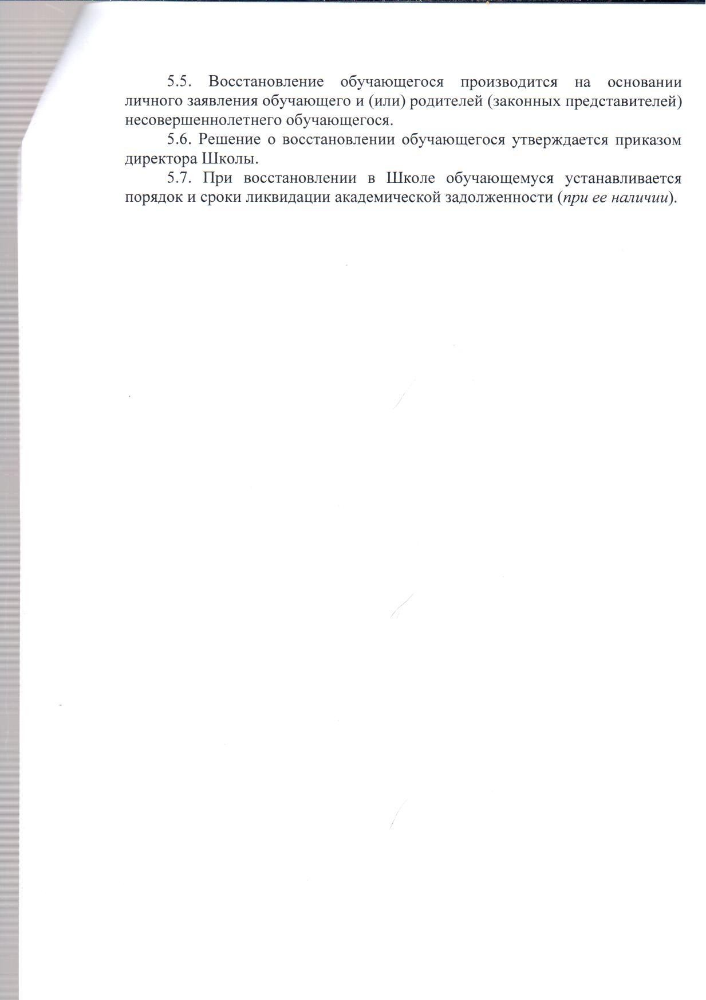 5.5. Восстановление обучающегося производится на основании
личного заявления обучающего и (или) родителей (законных представителей)
несовершеннолетнего обучающегося.
5.6. Решение о восстановлении обучающегося утверждается приказом
директора Школы.
5.7. При восстановлении в Школе обучающемуся устанавливается
порядок и сроки ликвидации академической задолженности (при ее наличии).